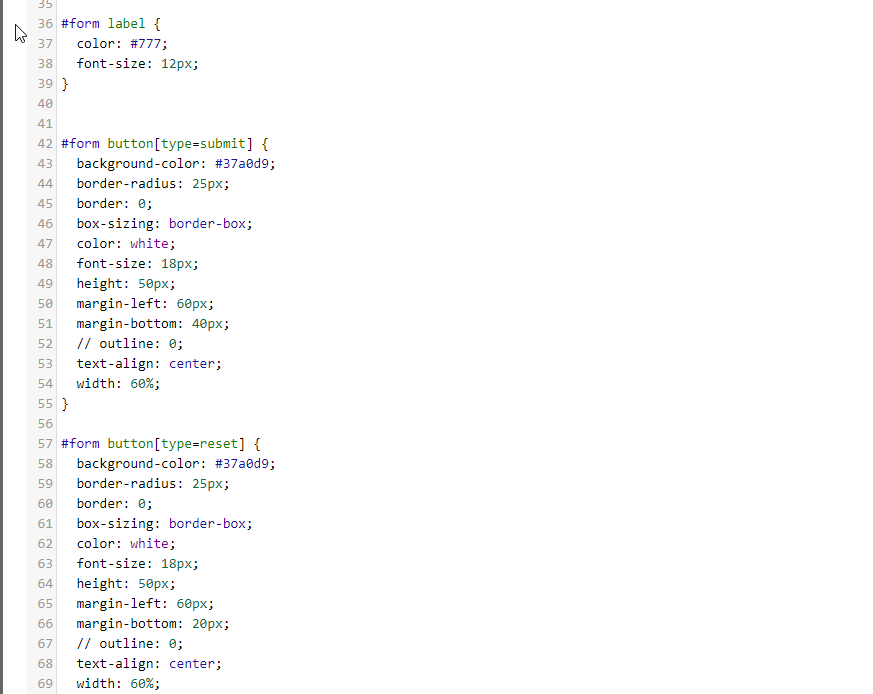 35
36 #form label {
37   color: #777;
38   font-size: 12px;
39 }
40
41
42 #form button[type=submit] {
43   background-color: #37a0d9;
44   border-radius: 25px;
45   border: 0;
46   box-sizing: border-box;
47   color: white;
48   font-size: 18px;
49   height: 50px;
50   margin-left: 60px;
51   margin-bottom: 40px;
52   // outline: 0;
53   text-align: center;
54   width: 60%;
55 }
56
57 #form button[type=reset] {
58   background-color: #37a0d9;
59   border-radius: 25px;
60   border: 0;
61   box-sizing: border-box;
62   color: white;
63   font-size: 18px;
64   height: 50px;
65   margin-left: 60px;
66   margin-bottom: 20px;
67   // outline: 0;
68   text-align: center;
69   width: 60%;